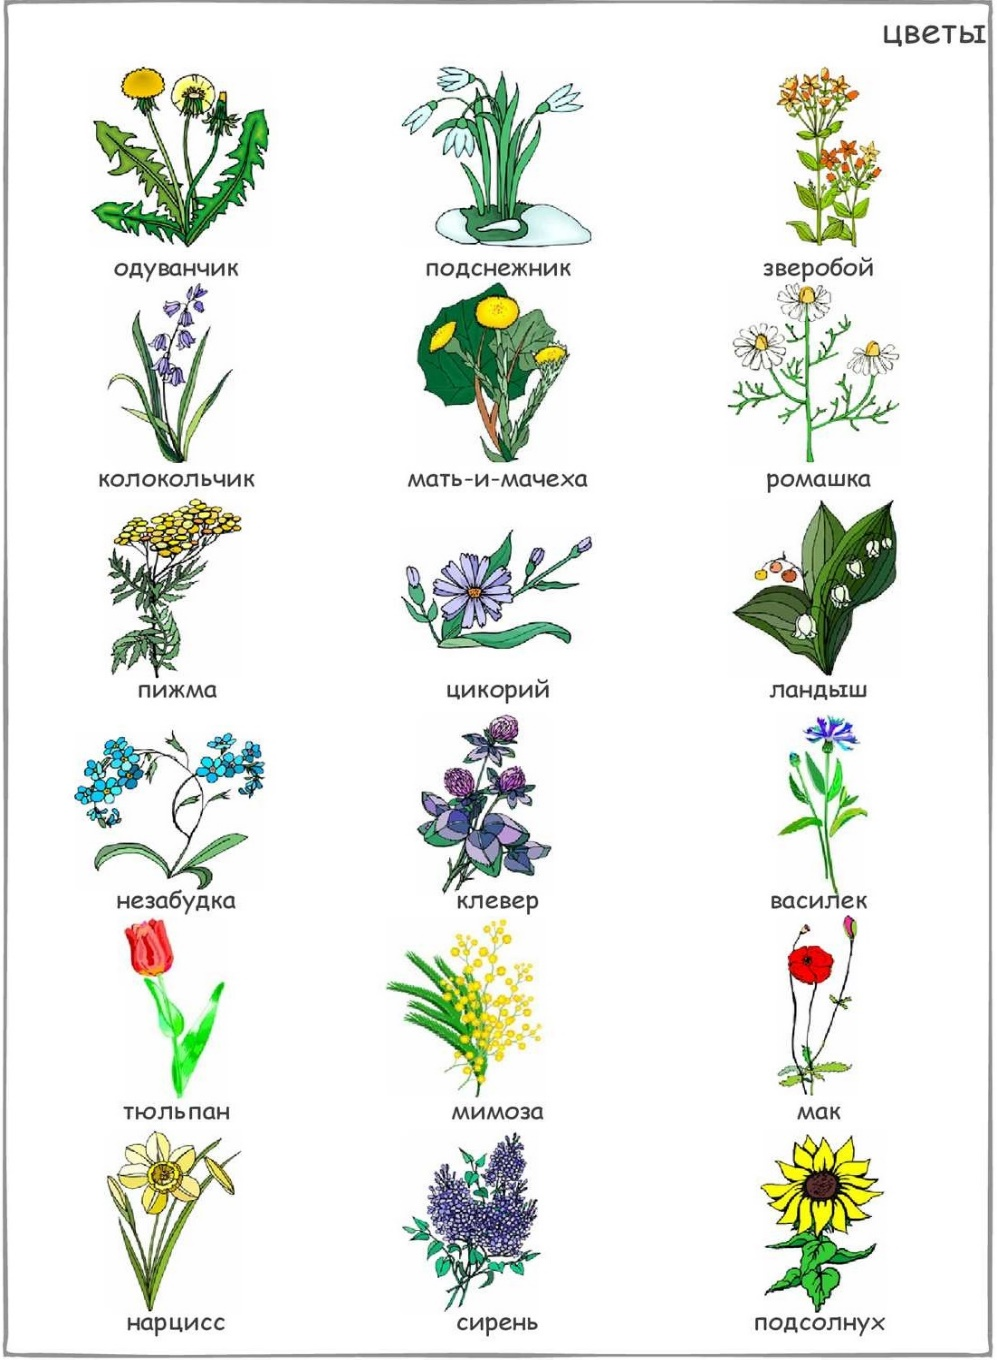 цветы
одуванчик
подснежник
зверобой
колокольчик
мать-и-мачеха
ромашка
пижма
цикорий
ландыш
незабудка
клевер
василек
тюльпан
мимоза
мак
нарцисс
сирень
подсолнух